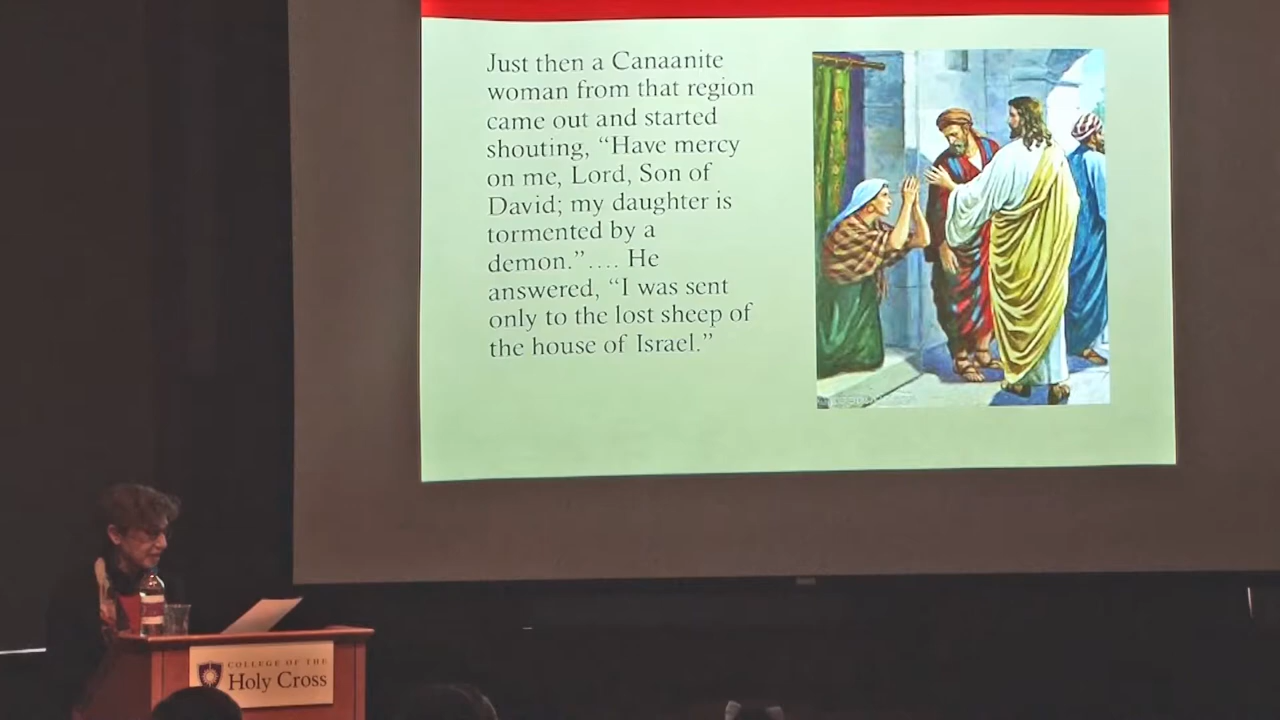 Just then a Canaanite
woman from that region
came out and started
shouting, “Have mercy
on me, Lord, Son of
David; my daughter is
tormented by a
demon.”…. He
answered, “I was sent
only to the lost sheep of
the house of Israel.”
COLLEGE OF THE
Holy Cross